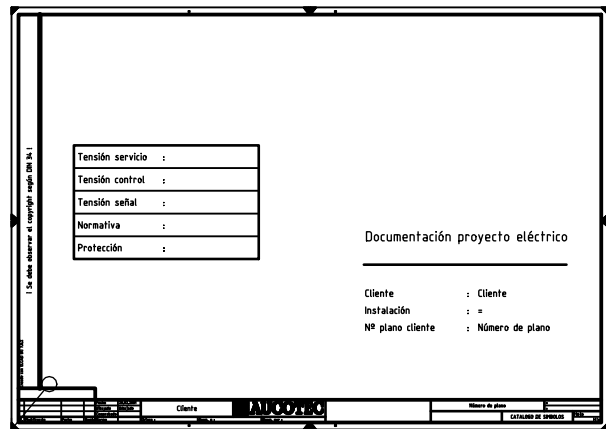 ! Se debe observar el copyright según DIN 34 !
Tensión servicio :
Tensión control :
Tensión señal :
Normativa :
Protección :
Documentación proyecto eléctrico
Cliente : Cliente
Instalación : =
Nº plano cliente : Número de plano
Cliente
AUCOTEC
Número de plano
CATALOGO DE SIMBOLOS